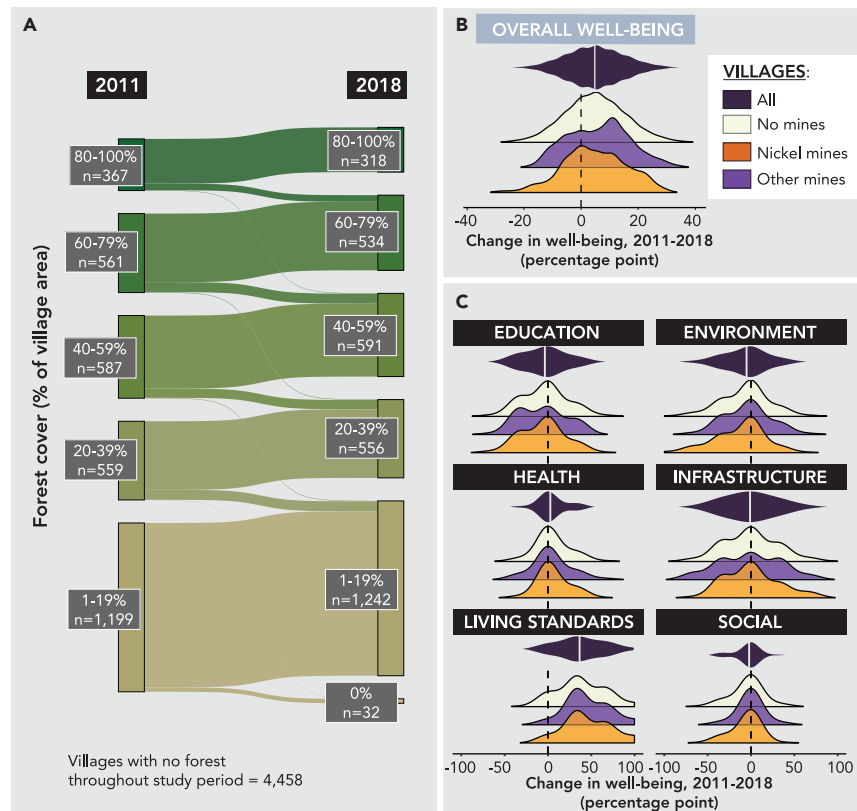 A
2011
2018
Forest cover (% of village area)
80-100%
n=367
60-79%
n=561
40-59%
n=587
20-39%
n=559
1-19%
n=1,199
80-100%
n=318
60-79%
n=534
40-59%
n=591
20-39%
n=556
1-19%
n=1,242
0%
n=32
Villages with no forest
throughout study period = 4,458
B
OVERALL WELL-BEING
VILLAGES:
All
No mines
Nickel mines
Other mines
-40 -20 0 20 40
Change in well-being, 2011-2018
(percentage point)
C
EDUCATION
ENVIRONMENT
HEALTH
INFRASTRUCTURE
LIVING STANDARDS
SOCIAL
-100 -50 0 50 100
-100 -50 0 50 100
Change in well-being, 2011-2018
(percentage point)